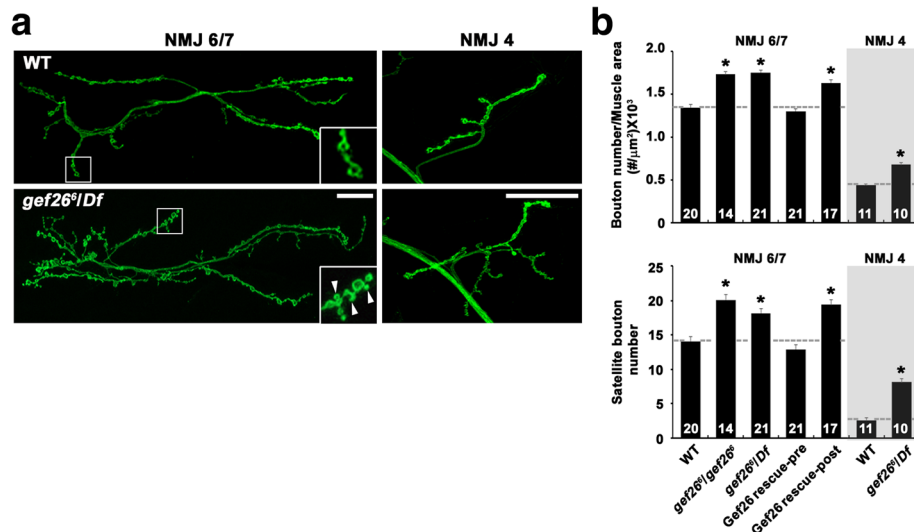 a
NMJ 6/7
NMJ 4
WT
gef26⁶/Df
b
NMJ 6/7
NMJ 4
Bouton number/Muscle area
(#/µm²)X10³
2.0
1.5
1.0
0.5
0
*
*
*
*
20
14
21
21
17
11
10
NMJ 6/7
NMJ 4
Satellite bouton
number
25
20
15
10
5
0
*
*
*
*
20
14
21
21
17
11
10
WT
gef26⁶/gef26⁶
gef26⁶/Df
Gef26 rescue-pre
Gef26 rescue-post
WT
gef26⁶/Df